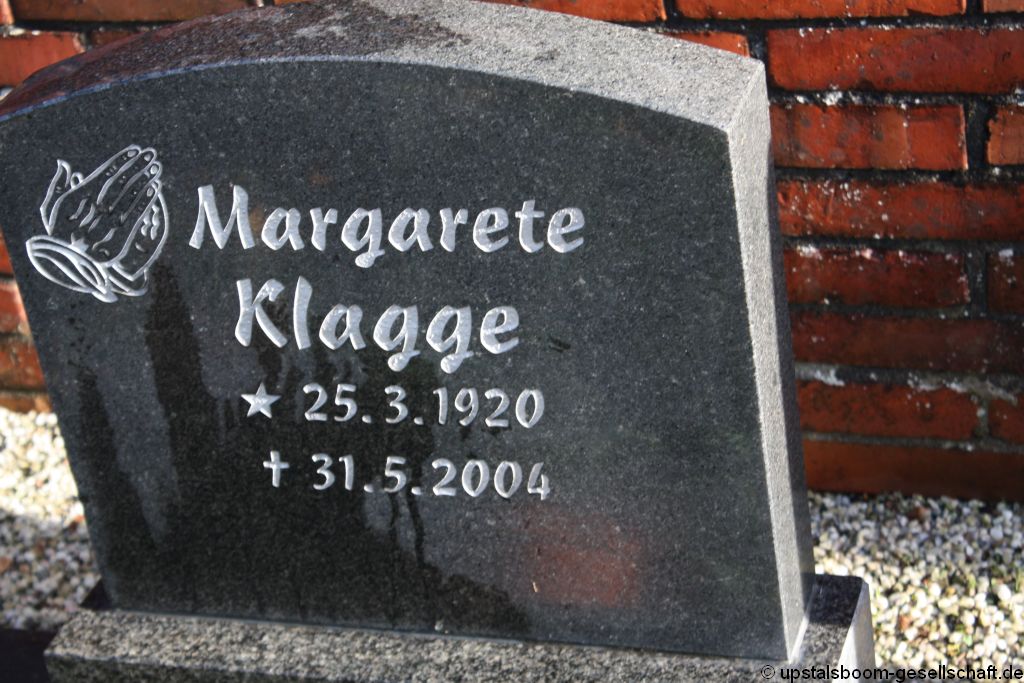 Margarete
Klagge
★ 25.3.1920
✝ 31.5.2004
© upstalsboom-gesellschaft.de